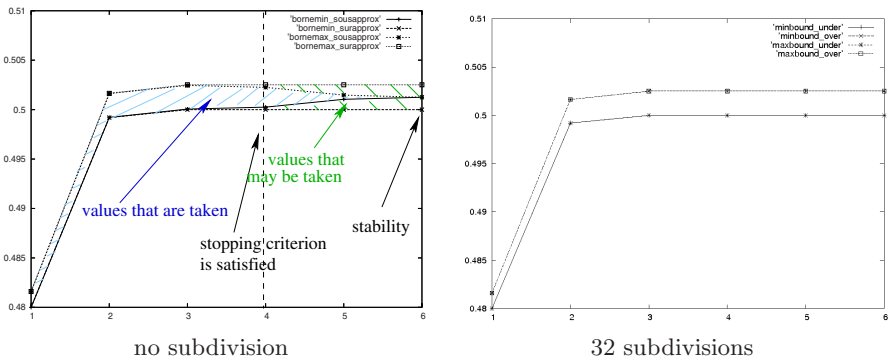 0.51
0.505
0.5
0.495
0.49
0.485
0.48
1 2 3 4 5 6
'bornemin_sousapprox'
'bornemin_surapprox'
'bornemax_sousapprox'
'bornemax_surapprox'
values that are taken
values that
may be taken
stopping criterion
is satisfied
stability
no subdivision
0.51
0.505
0.5
0.495
0.49
0.485
0.48
1 2 3 4 5 6
'minbound_under'
'minbound_over'
'maxbound_under'
'maxbound_over'
32 subdivisions